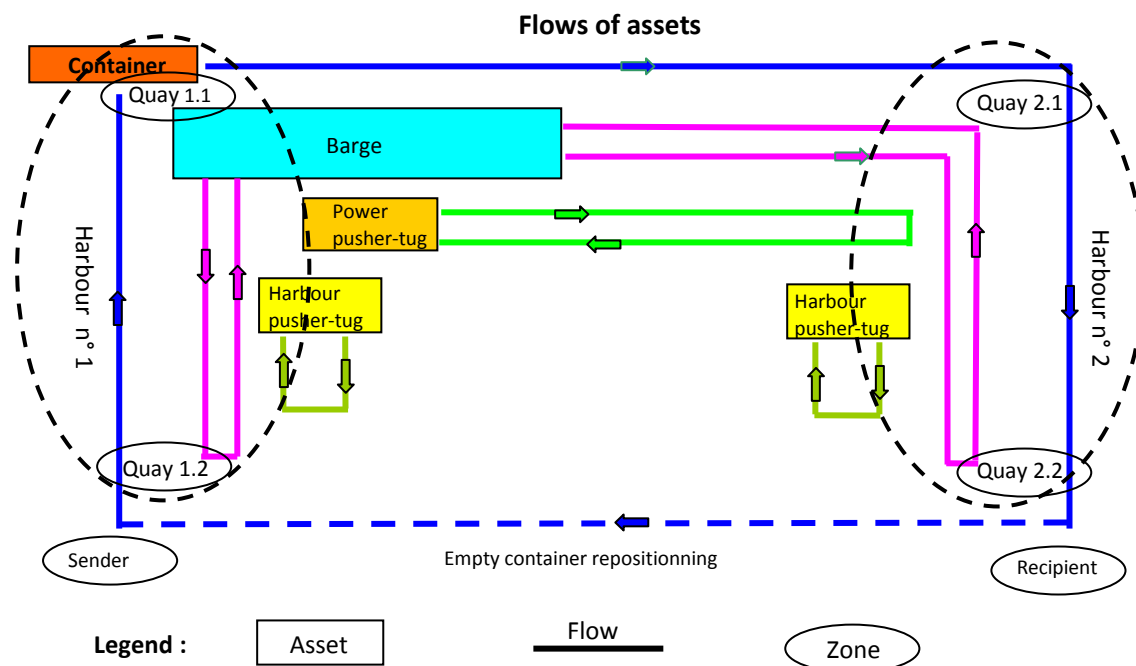 Flows of assets
Container
Quay 1.1
Quay 2.1
Barge
Power
pusher-tug
Harbour n° 1
Harbour
pusher-tug
Harbour
pusher-tug
Harbour n° 2
Quay 1.2
Quay 2.2
Sender
Empty container repositionning
Recipient
Legend :
Asset
Flow
Zone